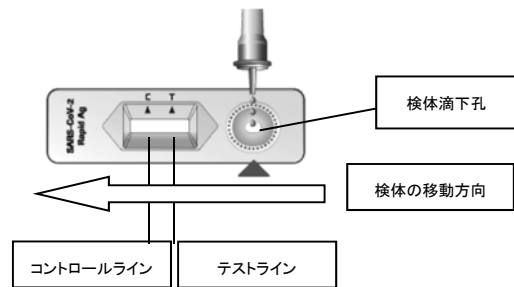 C T
SARS-CoV-2
Rapid Ag
検体滴下孔
検体の移動方向
コントロールライン
テストライン